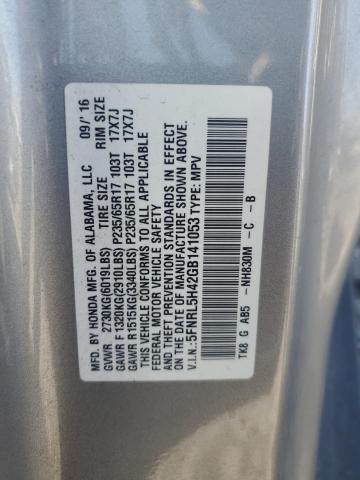 MFD. BY HONDA MFG. OF ALABAMA, LLC 09/'16
GVWR 2730KG(6019LBS) TIRE SIZE RIM SIZE
GAWR F 1320KG(2910LBS) P235/65R17 103T 17X7J
GAWR R1515KG(3340LBS) P235/65R17 103T 17X7J
THIS VEHICLE CONFORMS TO ALL APPLICABLE
FEDERAL MOTOR VEHICLE SAFETY, BUMPER, AND
THEFT PREVENTION STANDARDS IN EFFECT
ON THE DATE OF MANUFACTURE SHOWN ABOVE.
V.I.N.:5FNRL5H42GB141053 TYPE: MPV
TK8 G AB5 -NH830M - C - B